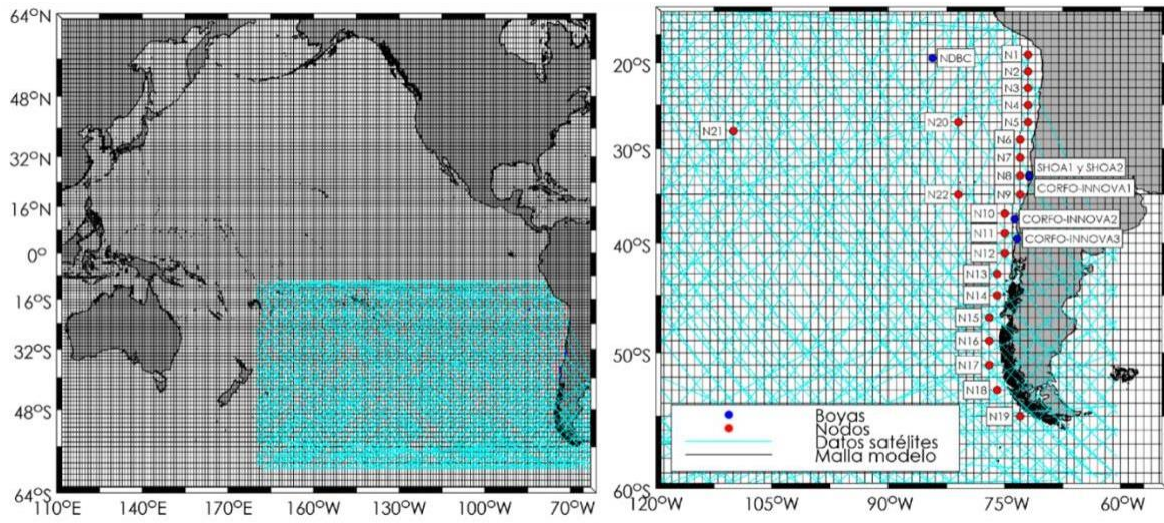 64°N
48°N
32°N
16°N
0°
16°S
32°S
48°S
64°S
110°E
140°E
170°E
160°W
130°W
100°W
70°W
20°S
30°S
40°S
50°S
60°S
120°W
105°W
90°W
75°W
60°W
NDBC
N1
N2
N3
N4
N5
N20
N21
N6
N7
SHOA1 y SHOA2
N8
CORFO-INNOVA1
N22
N9
N10
CORFO-INNOVA2
N11
CORFO-INNOVA3
N12
N13
N14
N15
N16
N17
N18
N19
Boyas
Nodos
Datos satélites
Malla modelo